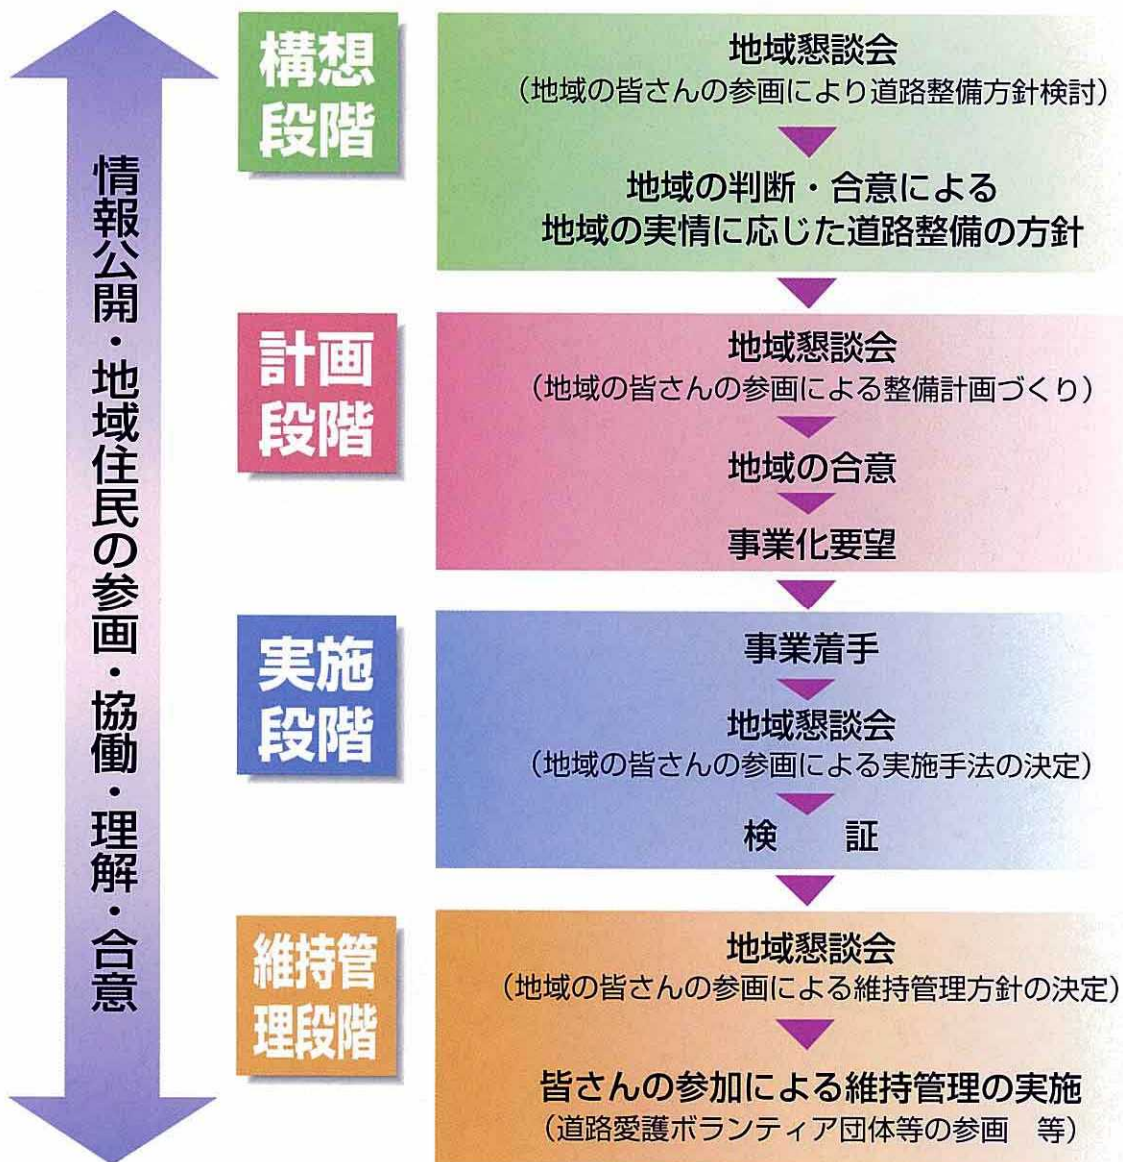 情報公開・地域住民の参画・協働・理解・合意
構想
段階
地域懇談会
（地域の皆さんの参画により道路整備方針検討）
地域の判断・合意による
地域の実情に応じた道路整備の方針
計画
段階
地域懇談会
（地域の皆さんの参画による整備計画づくり）
地域の合意
事業化要望
実施
段階
事業着手
地域懇談会
（地域の皆さんの参画による実施手法の決定）
検　　証
維持管
理段階
地域懇談会
（地域の皆さんの参画による維持管理方針の決定）
皆さんの参加による維持管理の実施
（道路愛護ボランティア団体等の参画　等）